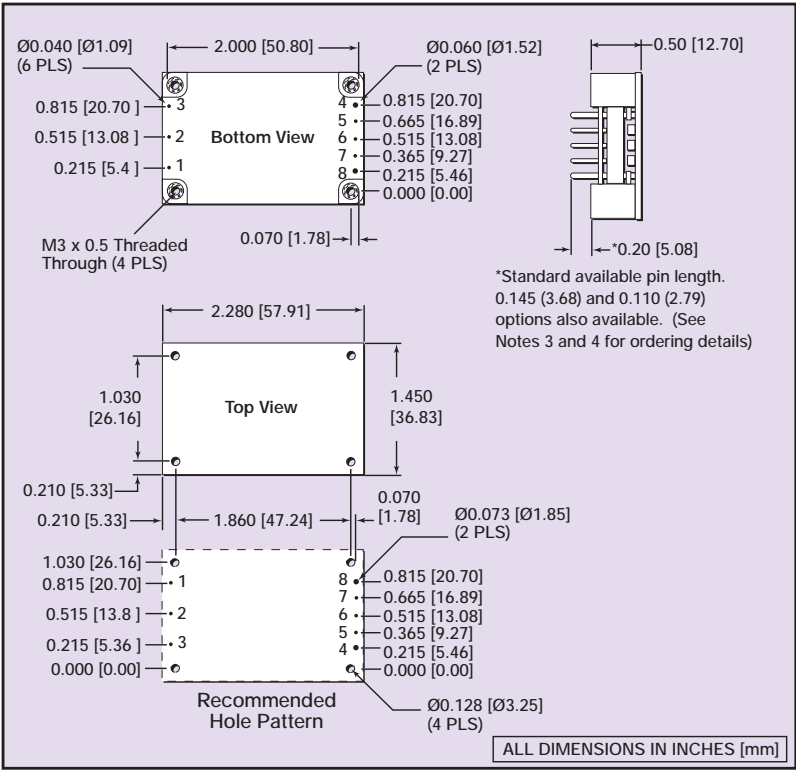 Ø0.040 [Ø1.09]
(6 PLS)
2.000 [50.80]
Ø0.060 [Ø1.52]
(2 PLS)
0.50 [12.70]
0.815 [20.70 ]
3
0.515 [13.08 ]
2
0.215 [5.4 ]
1
Bottom View
4
0.815 [20.70]
5
0.665 [16.89]
6
0.515 [13.08]
7
0.365 [9.27]
8
0.215 [5.46]
0.000 [0.00]
M3 x 0.5 Threaded
Through (4 PLS)
0.070 [1.78]
*0.20 [5.08]
*Standard available pin length.
0.145 (3.68) and 0.110 (2.79)
options also available. (See
Notes 3 and 4 for ordering details)
2.280 [57.91]
1.030
[26.16]
Top View
1.450
[36.83]
0.210 [5.33]
0.210 [5.33]
1.860 [47.24]
0.070
[1.78]
Ø0.073 [Ø1.85]
(2 PLS)
1.030 [26.16]
0.815 [20.70]
1
0.515 [13.8 ]
2
0.215 [5.36 ]
3
0.000 [0.00]
8
0.815 [20.70]
7
0.665 [16.89]
6
0.515 [13.08]
5
0.365 [9.27]
4
0.215 [5.46]
0.000 [0.00]
Recommended
Hole Pattern
Ø0.128 [Ø3.25]
(4 PLS)
ALL DIMENSIONS IN INCHES [mm]